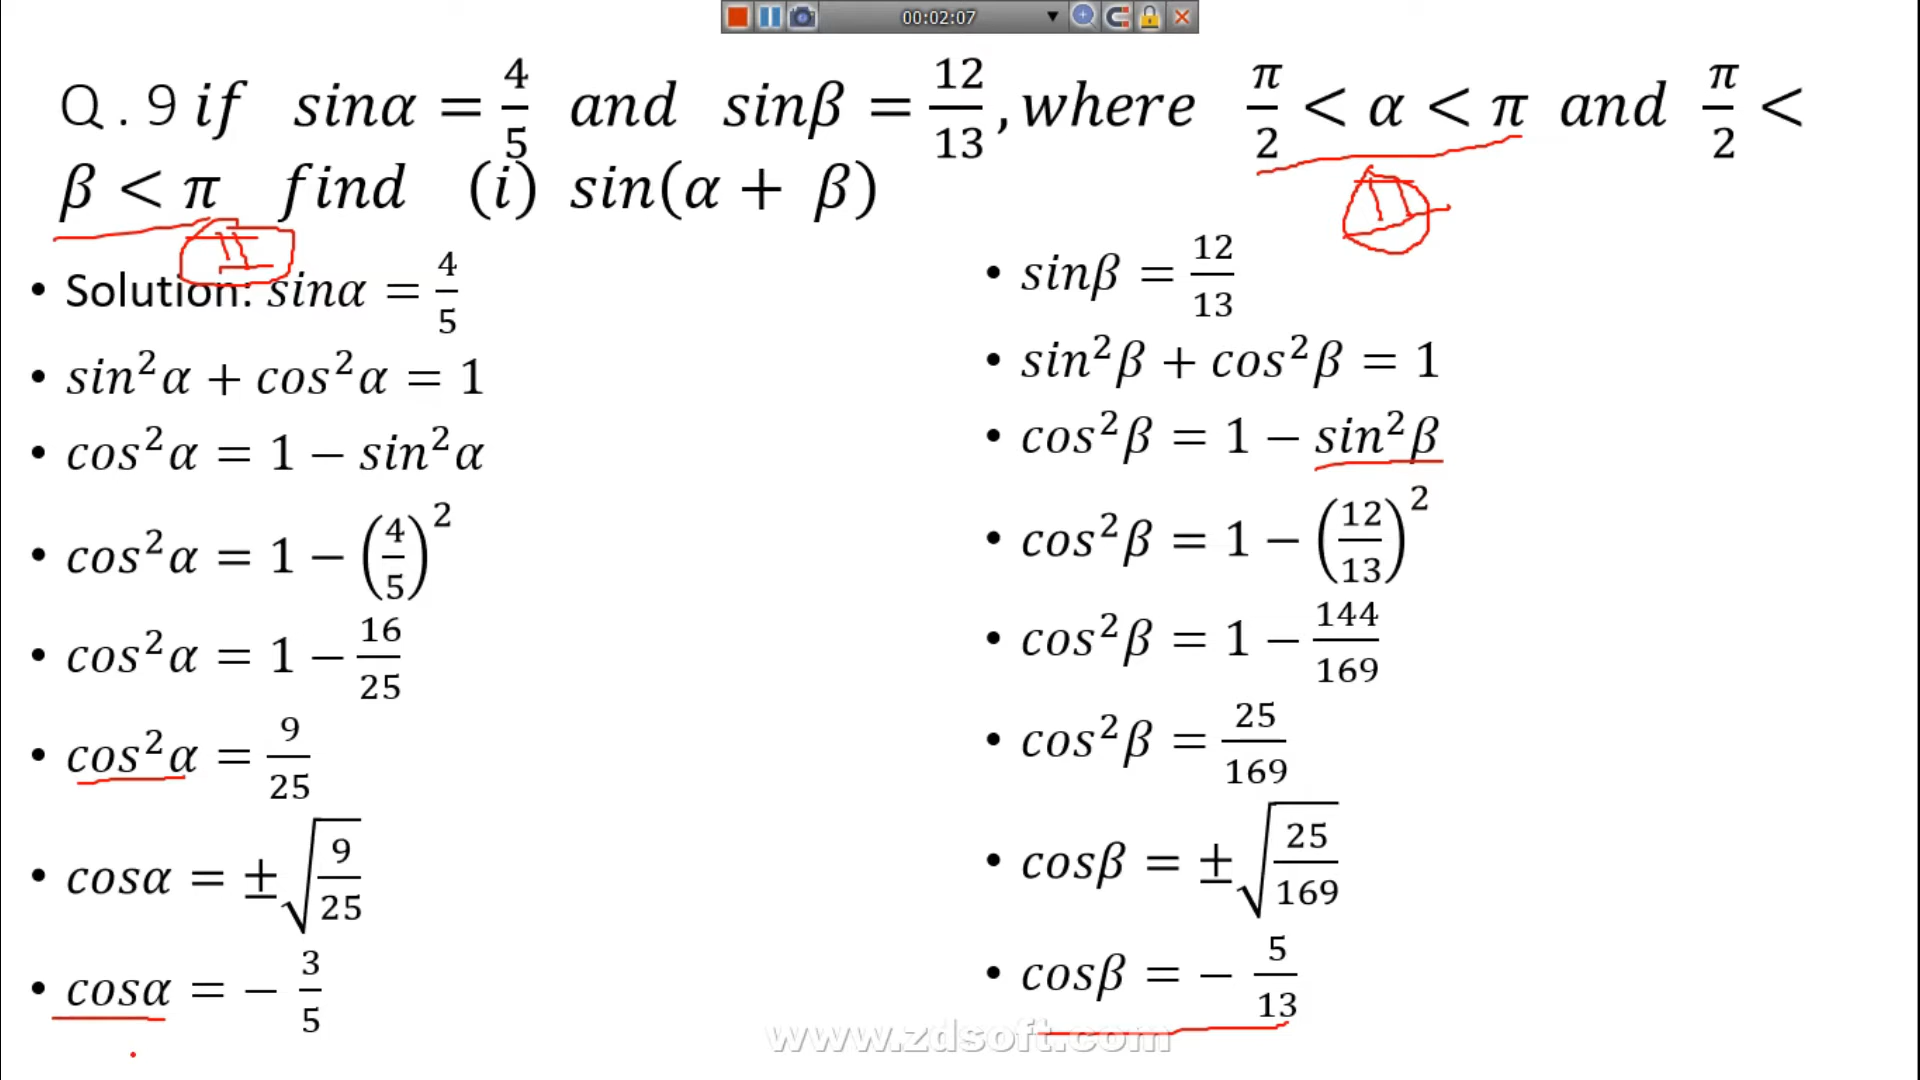 00:02:07
Q.9 if sinα = 4/5 and sinβ = 12/13, where π/2 < α < π and π/2 <
β < π find (i) sin(α + β)
II
II
• Solution: sinα = 4/5
• sin²α + cos²α = 1
• cos²α = 1 − sin²α
• cos²α = 1 − (4/5)²
• cos²α = 1 − 16/25
• cos²α = 9/25
• cosα = ±√(9/25)
• cosα = − 3/5
• sinβ = 12/13
• sin²β + cos²β = 1
• cos²β = 1 − sin²β
• cos²β = 1 − (12/13)²
• cos²β = 1 − 144/169
• cos²β = 25/169
• cosβ = ±√(25/169)
• cosβ = − 5/13
www.zdsoft.com